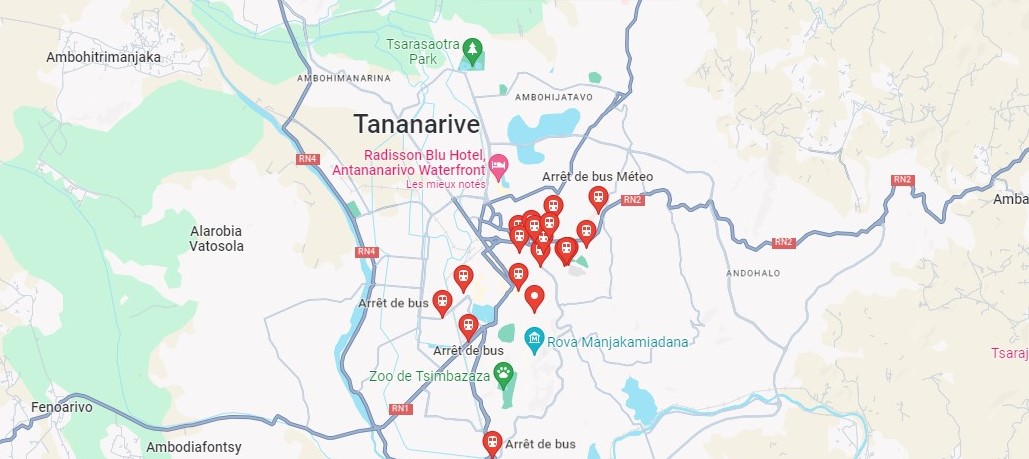 Tsarasaotra
Park
Ambohitrimanjaka
AMBOHIMANARINA
AMBOHIJATAVO
Tananarive
Radisson Blu Hotel,
Antananarivo Waterfront
Les mieux notés
RN4
Arrêt de bus Méteo
RN2
RN2
Amba
Alarobia
Vatosola
RN4
RN2
ANDOHALO
Arrêt de bus
Arrêt de bus
Rova Manjakamiadana
Tsaraj
Zoo de Tsimbazaza
Fenoarivo
RN1
Ambodiafontsy
Arrêt de bus